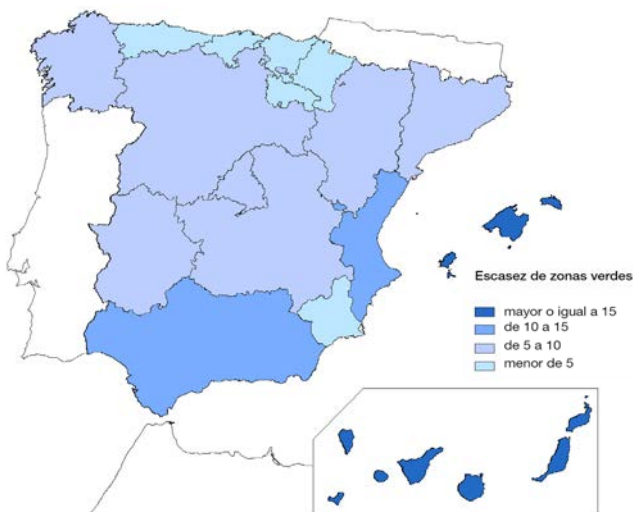 Escasez de zonas verdes
mayor o igual a 15
de 10 a 15
de 5 a 10
menor de 5